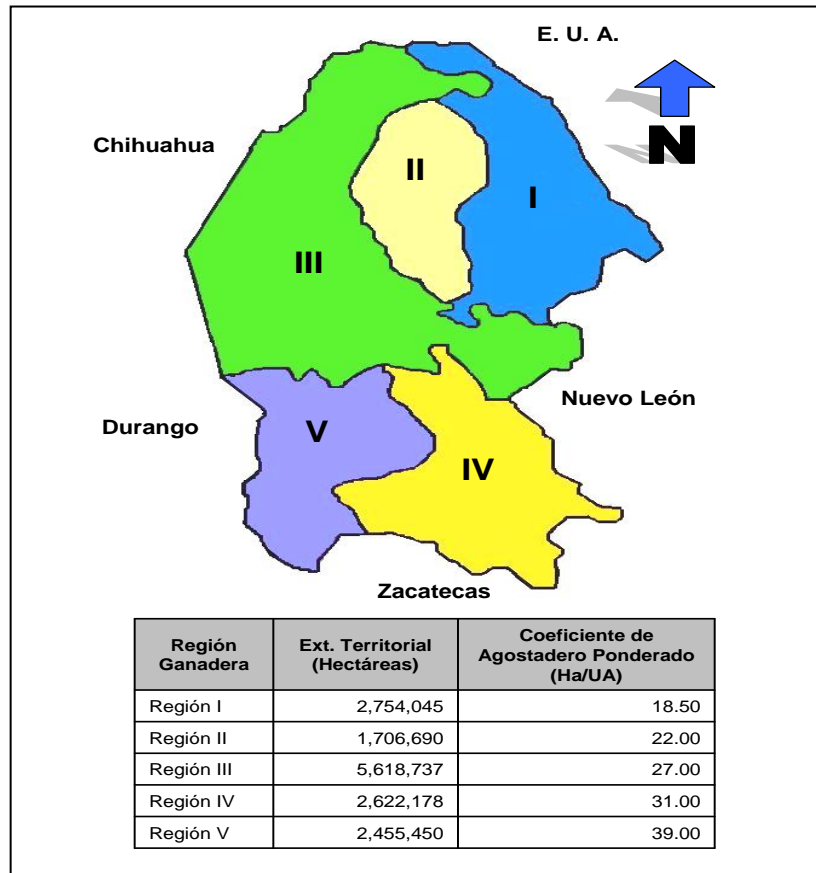 E. U. A.
N
Chihuahua
II
I
III
Nuevo León
Durango
V
IV
Zacatecas
Región Ganadera | Ext. Territorial (Hectáreas) | Coeficiente de Agostadero Ponderado (Ha/UA)
Región I | 2,754,045 | 18.50
Región II | 1,706,690 | 22.00
Región III | 5,618,737 | 27.00
Región IV | 2,622,178 | 31.00
Región V | 2,455,450 | 39.00